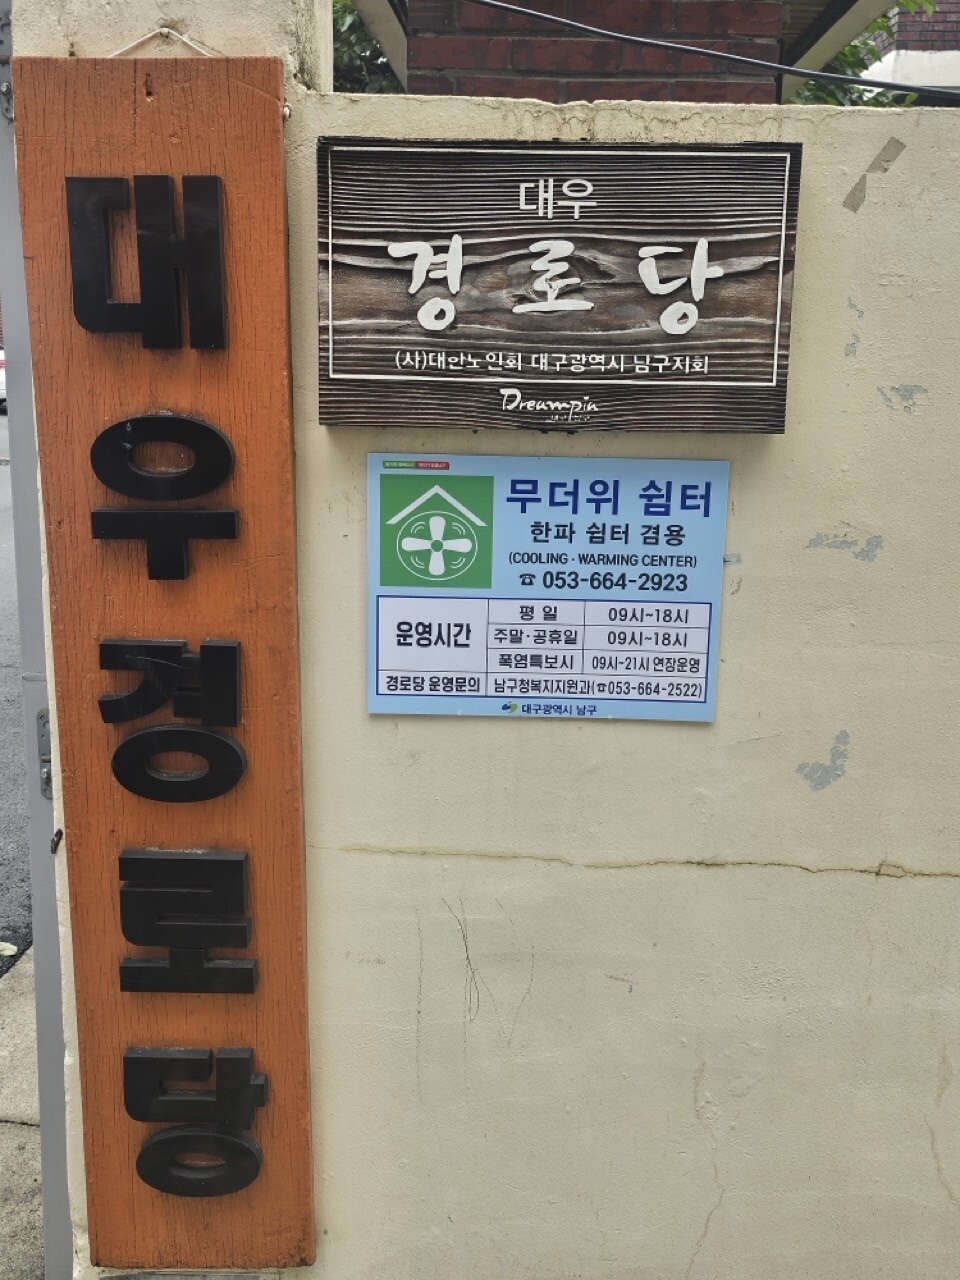 대우경로당
대우
경로당
(사)대한노인회 대구광역시 남구지회
Dreampia
무더위 쉼터
한파 쉼터 겸용
(COOLING · WARMING CENTER)
☎ 053-664-2923
운영시간
평 일 09시~18시
주말·공휴일 09시~18시
폭염특보시 09시~21시 연장운영
경로당 운영문의 남구청복지지원과(☎053-664-2522)
대구광역시 남구